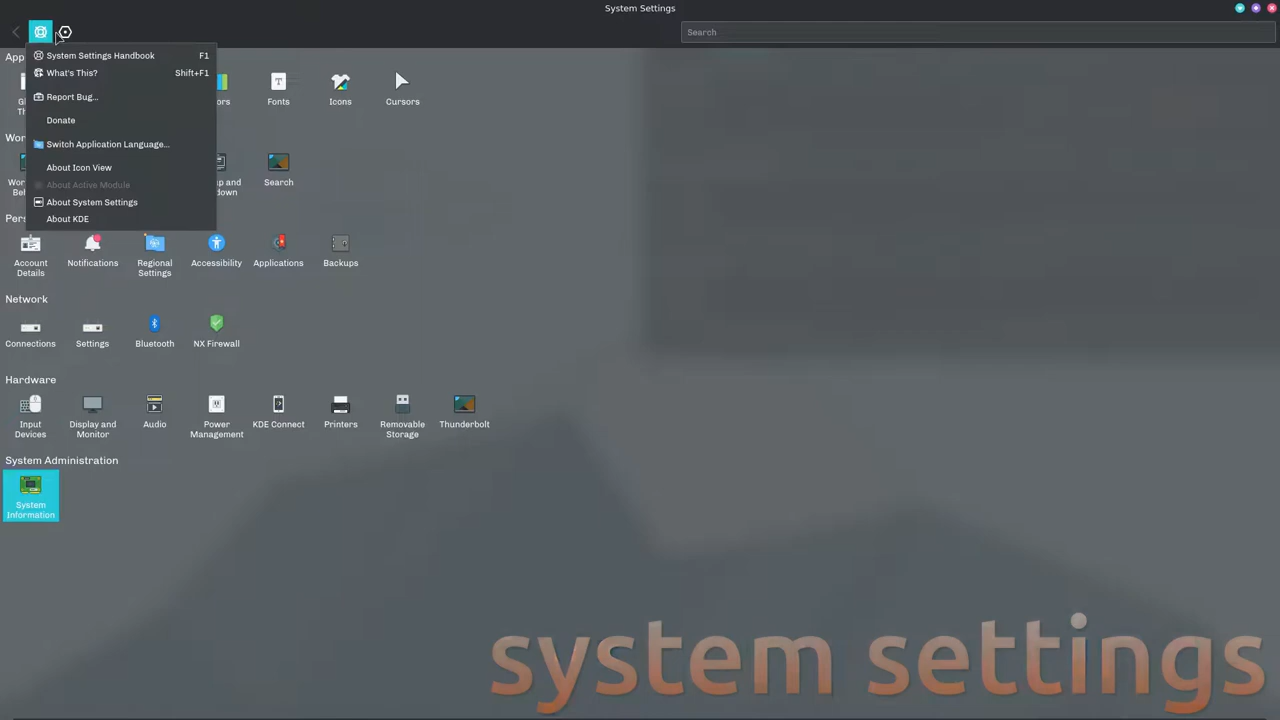 System Settings
Search
System Settings Handbook F1
What's This? Shift+F1
Report Bug...
Donate
Switch Application Language...
About Icon View
About Active Module
About System Settings
About KDE
App
Fonts
Icons
Cursors
Search
Account Details
Notifications
Regional Settings
Accessibility
Applications
Backups
Network
Connections
Settings
Bluetooth
NX Firewall
Hardware
Input Devices
Display and Monitor
Audio
Power Management
KDE Connect
Printers
Removable Storage
Thunderbolt
System Administration
System Information
system settings